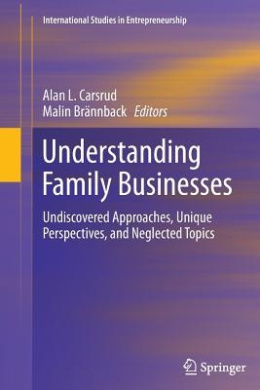 International Studies in Entrepreneurship
Alan L. Carsrud
Malin Brännback Editors
Understanding
Family Businesses
Undiscovered Approaches, Unique
Perspectives, and Neglected Topics
Springer